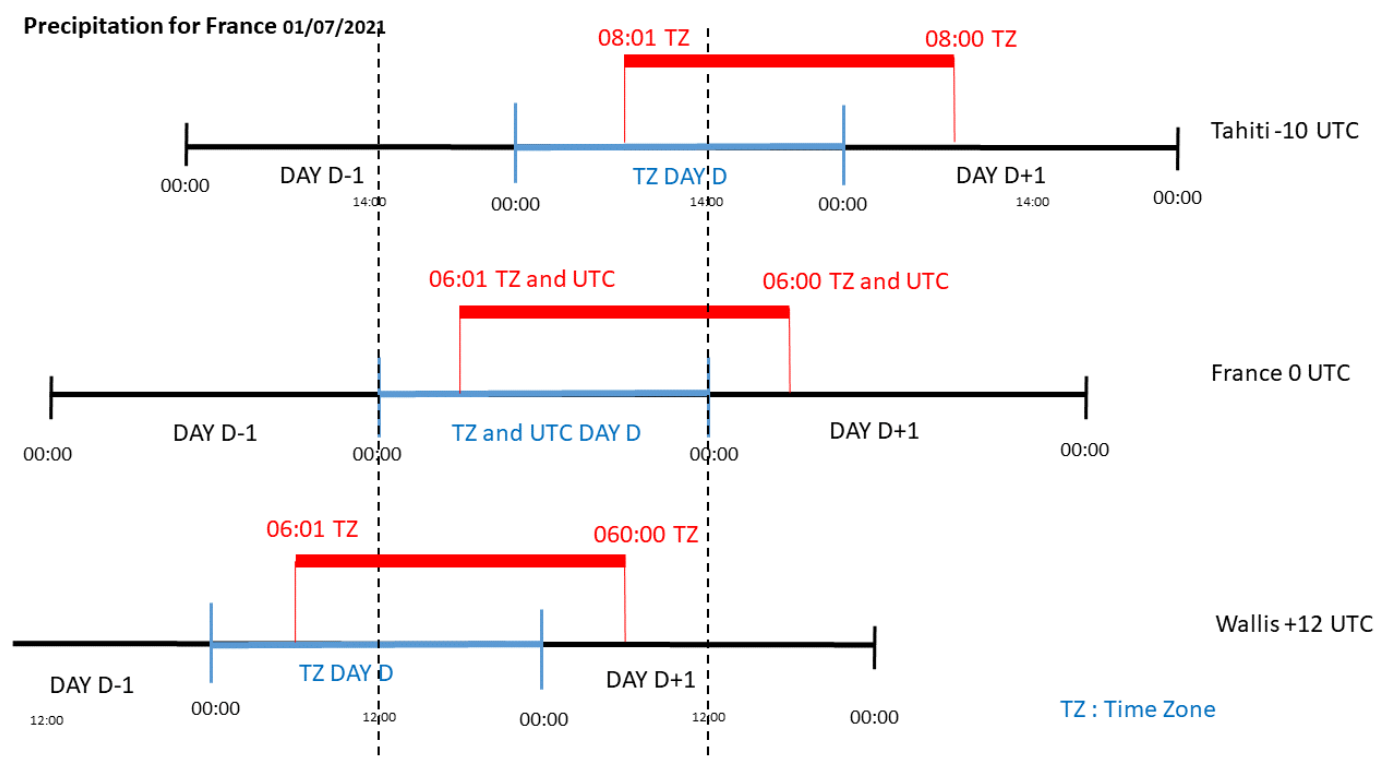 Precipitation for France 01/07/2021
08:01 TZ
08:00 TZ
Tahiti -10 UTC
DAY D-1
TZ DAY D
DAY D+1
00:00
14:00
00:00
14:00
00:00
14:00
00:00
06:01 TZ and UTC
06:00 TZ and UTC
France 0 UTC
DAY D-1
TZ and UTC DAY D
DAY D+1
00:00
00:00
00:00
00:00
06:01 TZ
060:00 TZ
Wallis +12 UTC
DAY D-1
TZ DAY D
DAY D+1
12:00
00:00
12:00
00:00
12:00
00:00
TZ : Time Zone